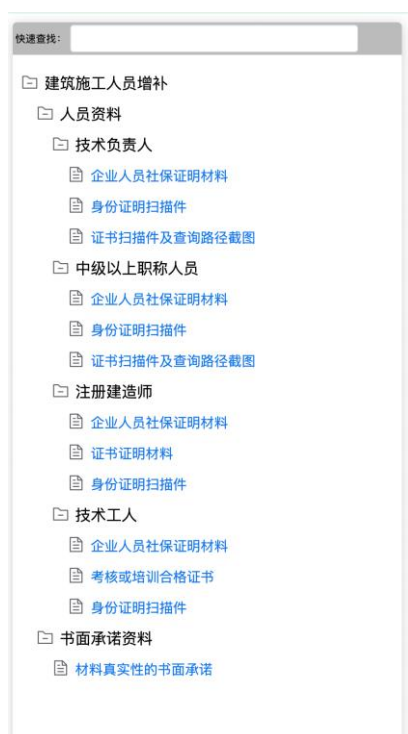 快速查找：
建筑施工人员增补
人员资料
技术负责人
企业人员社保证明材料
身份证明扫描件
证书扫描件及查询路径截图
中级以上职称人员
企业人员社保证明材料
身份证明扫描件
证书扫描件及查询路径截图
注册建造师
企业人员社保证明材料
证书证明材料
身份证明扫描件
技术工人
企业人员社保证明材料
考核或培训合格证书
身份证明扫描件
书面承诺资料
材料真实性的书面承诺